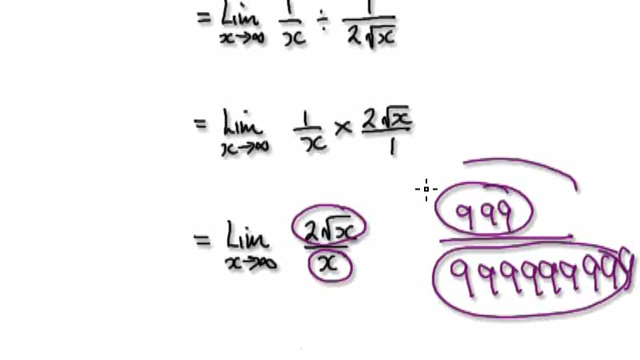 = Lim x→∞ 1/x ÷ 1/2√x
= Lim x→∞ 1/x × 2√x/1
= Lim x→∞ 2√x/x
999
999999999